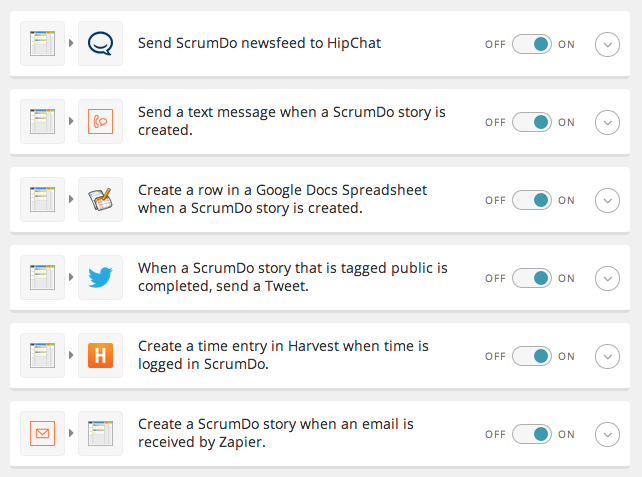 Send ScrumDo newsfeed to HipChat
OFF ON
Send a text message when a ScrumDo story is
created.
OFF ON
Create a row in a Google Docs Spreadsheet
when a ScrumDo story is created.
OFF ON
When a ScrumDo story that is tagged public is
completed, send a Tweet.
OFF ON
H
Create a time entry in Harvest when time is
logged in ScrumDo.
OFF ON
Create a ScrumDo story when an email is
received by Zapier.
OFF ON